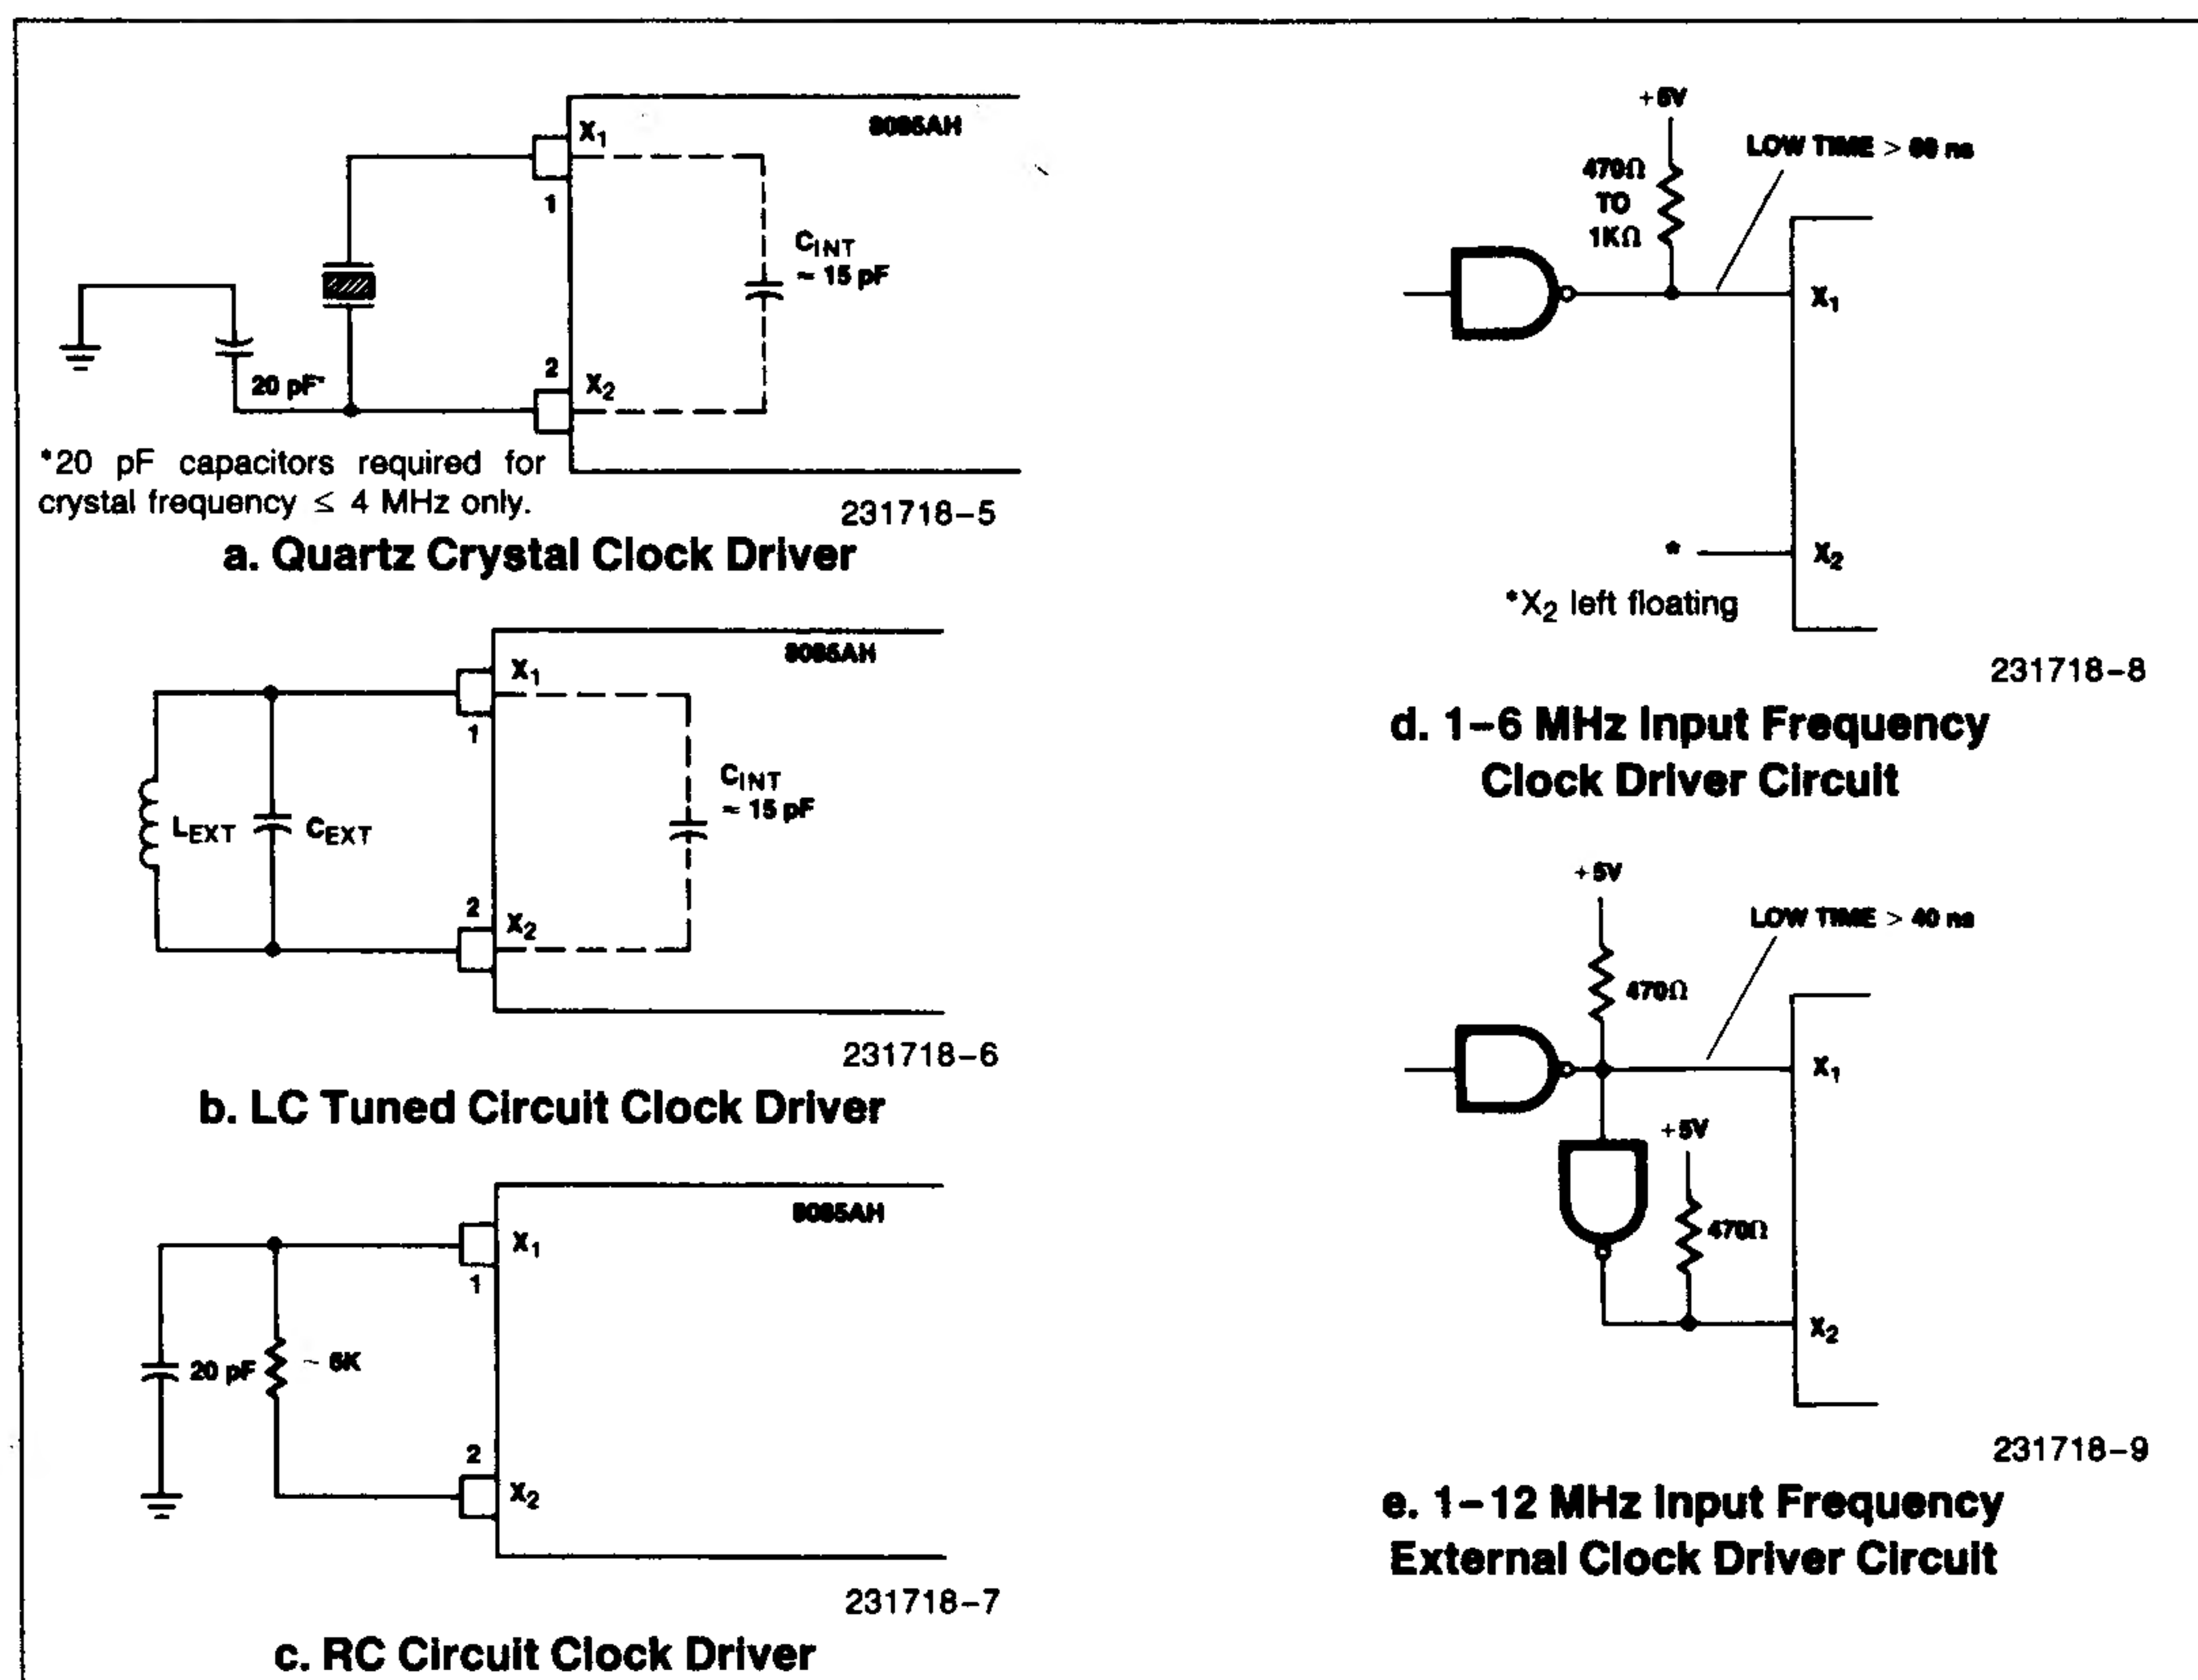 8085AH
X1
1
CINT
≈ 15 pF
2
X2
20 pF*
*20 pF capacitors required for
crystal frequency ≤ 4 MHz only.
231718-5
a. Quartz Crystal Clock Driver
8085AH
X1
1
CINT
≈ 15 pF
LEXT
CEXT
2
X2
231718-6
b. LC Tuned Circuit Clock Driver
8085AH
X1
1
20 pF
2
X2
231718-7
c. RC Circuit Clock Driver
+5V
LOW TIME > ns
470Ω
TO
1KΩ
X1
*
X2
*X2 left floating
231718-8
d. 1-6 MHz Input Frequency
Clock Driver Circuit
+5V
LOW TIME > 40 ns
470Ω
X1
+5V
470Ω
X2
231718-9
e. 1-12 MHz Input Frequency
External Clock Driver Circuit